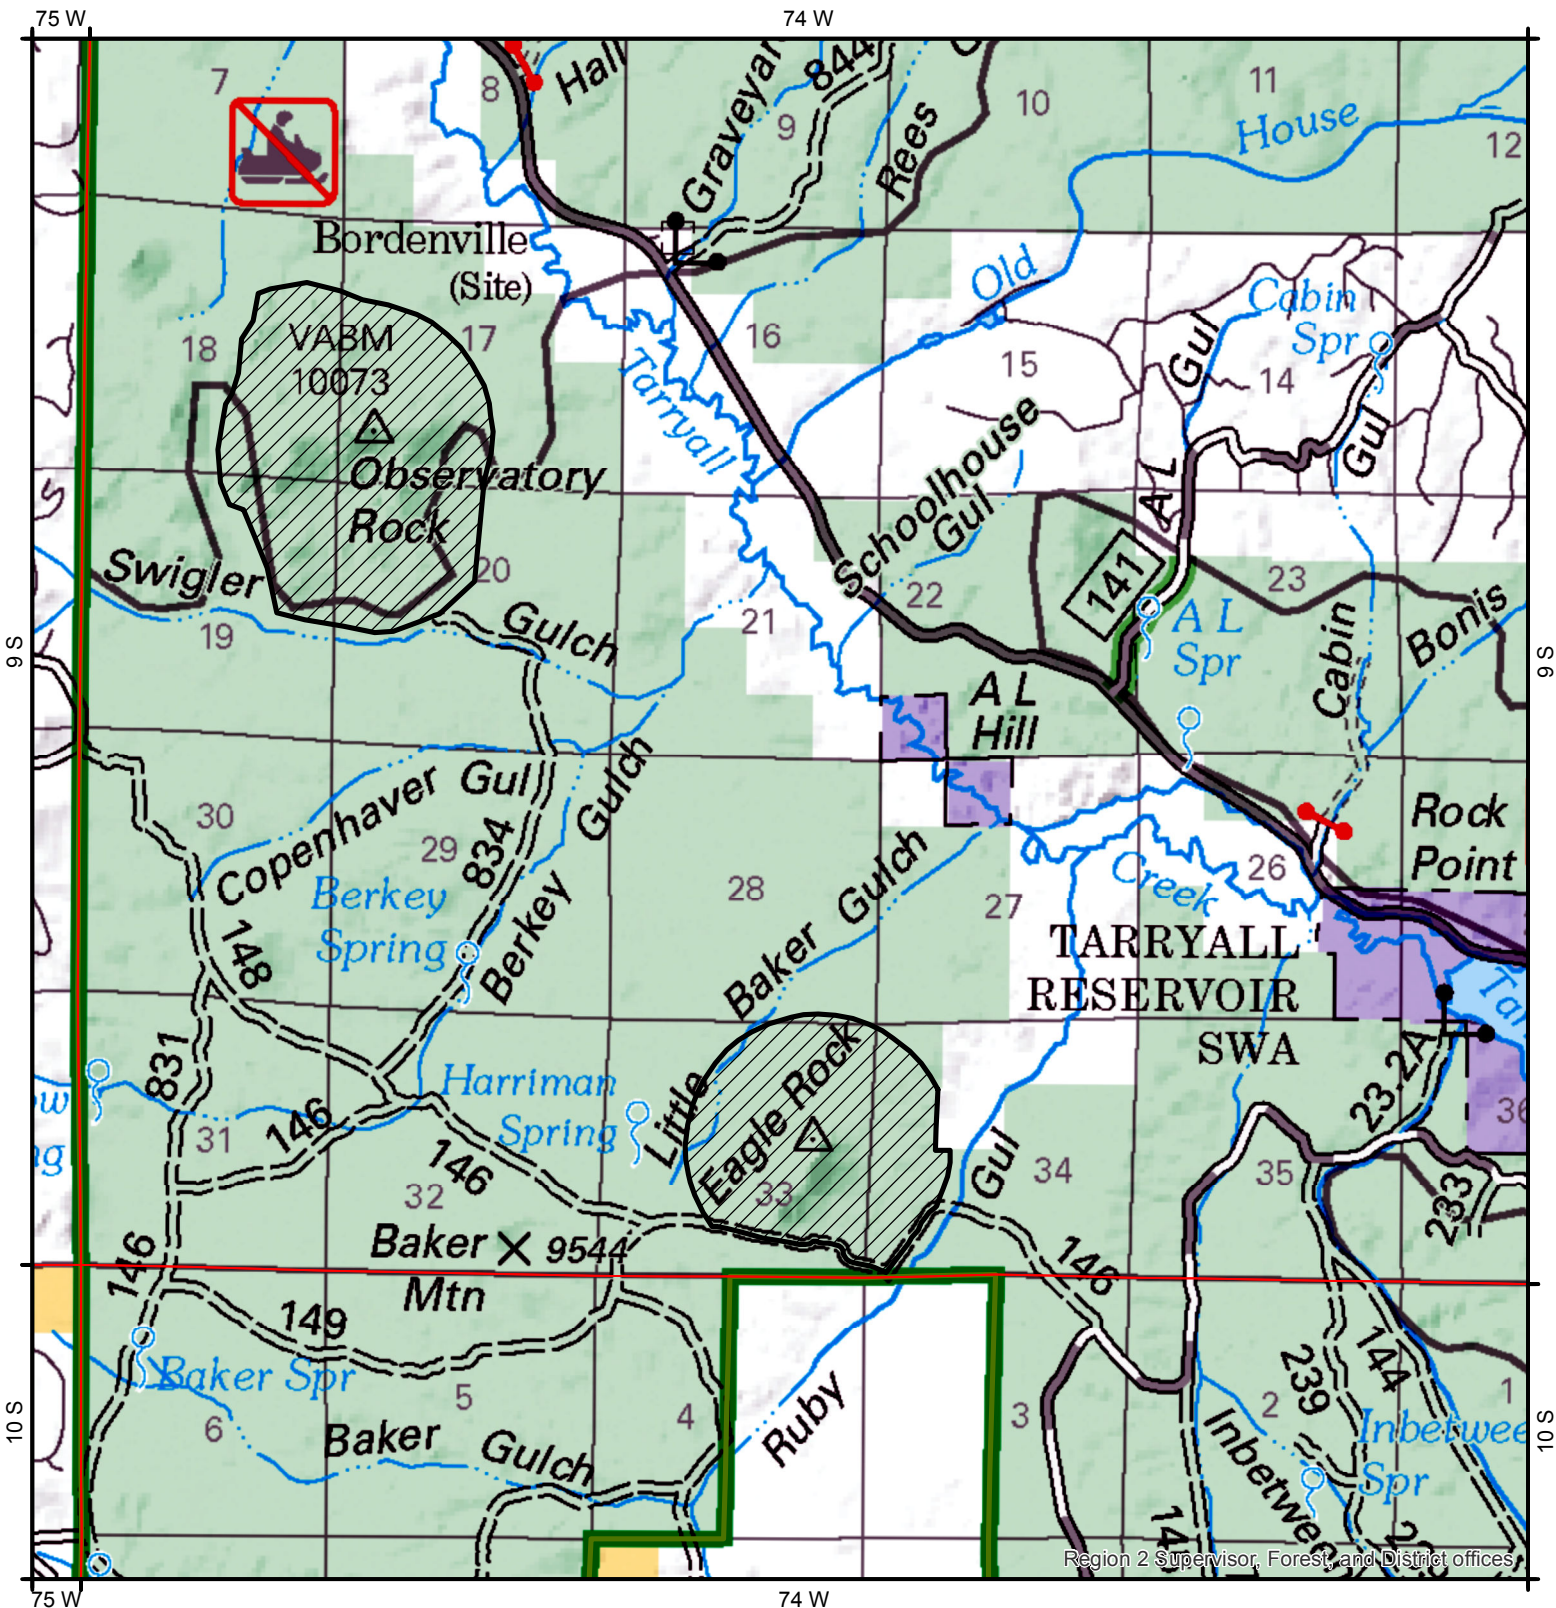 75 W
74 W
7
8
Hall
Graveyar
844
9
Rees
10
11
House
12
Bordenville
(Site)
Old
Cabin
Spr
VABM
10073
18
17
16
15
Gul
14
Tarryall
Schoolhouse
Gul
A L
Gul
Observatory
Rock
Swigler
20
19
Gulch
21
22
141
23
A L
Spr
Cabin
Bonis
9 S
9 S
A L
Hill
Copenhaver Gul
30
29
834
Gulch
Berkey
Berkey
Spring
148
28
Baker Gulch
27
Creek
26
Rock
Point
TARRYALL
RESERVOIR
SWA
Tar
831
Harriman
Spring
Little
Eagle Rock
33
23.2A
36
ow
ng
31
146
146
32
Gul
34
35
233
Baker
Mtn
9544
146
146
149
Baker Spr
5
6
4
Ruby
3
2
239
144
1
Inbetwee
Spr
Inbetween
10 S
10 S
Baker Gulch
Region 2 Supervisor, Forest, and District offices
75 W
74 W